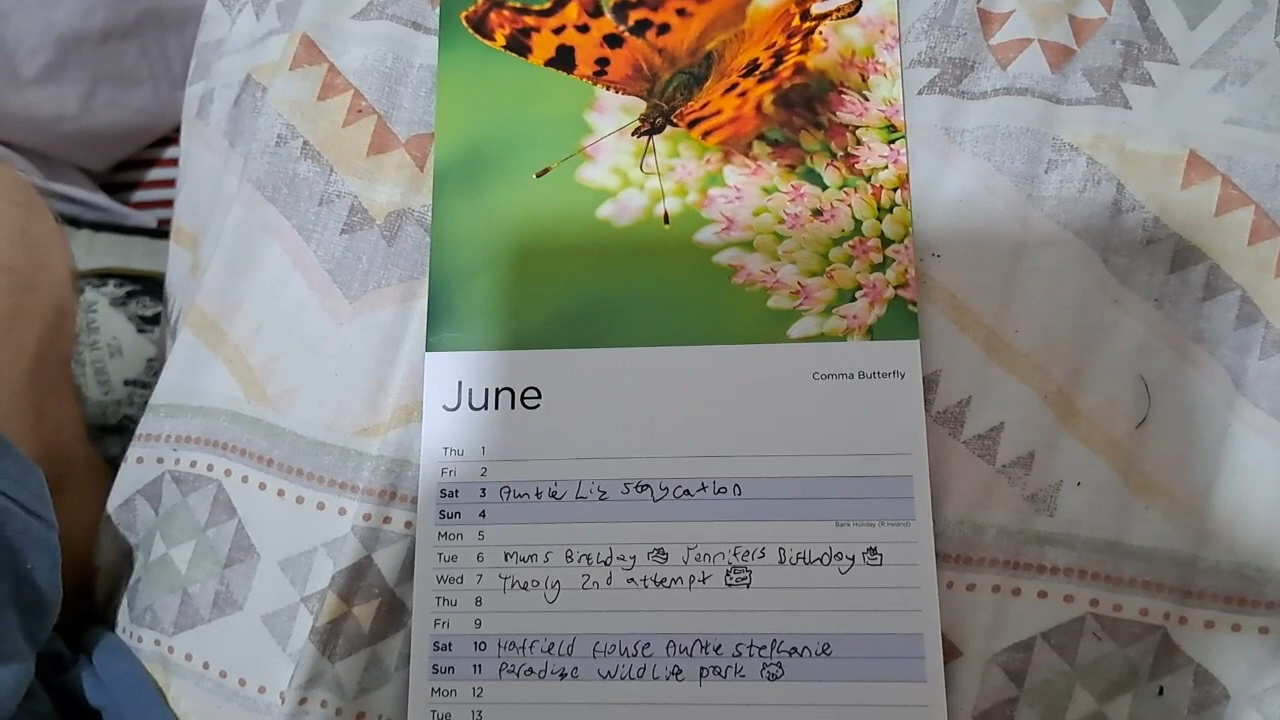 Comma Butterfly
June
Thu 1
Fri 2
Sat 3 Auntie Liz Staycation
Sun 4
Bank Holiday (R.Ireland)
Mon 5
Tue 6 Mums Birthday Jennifers Birthday
Wed 7 Theory 2nd attempt
Thu 8
Fri 9
Sat 10 Hatfield House Auntie stephanie
Sun 11 Paradise wildlife park
Mon 12
Tue 13